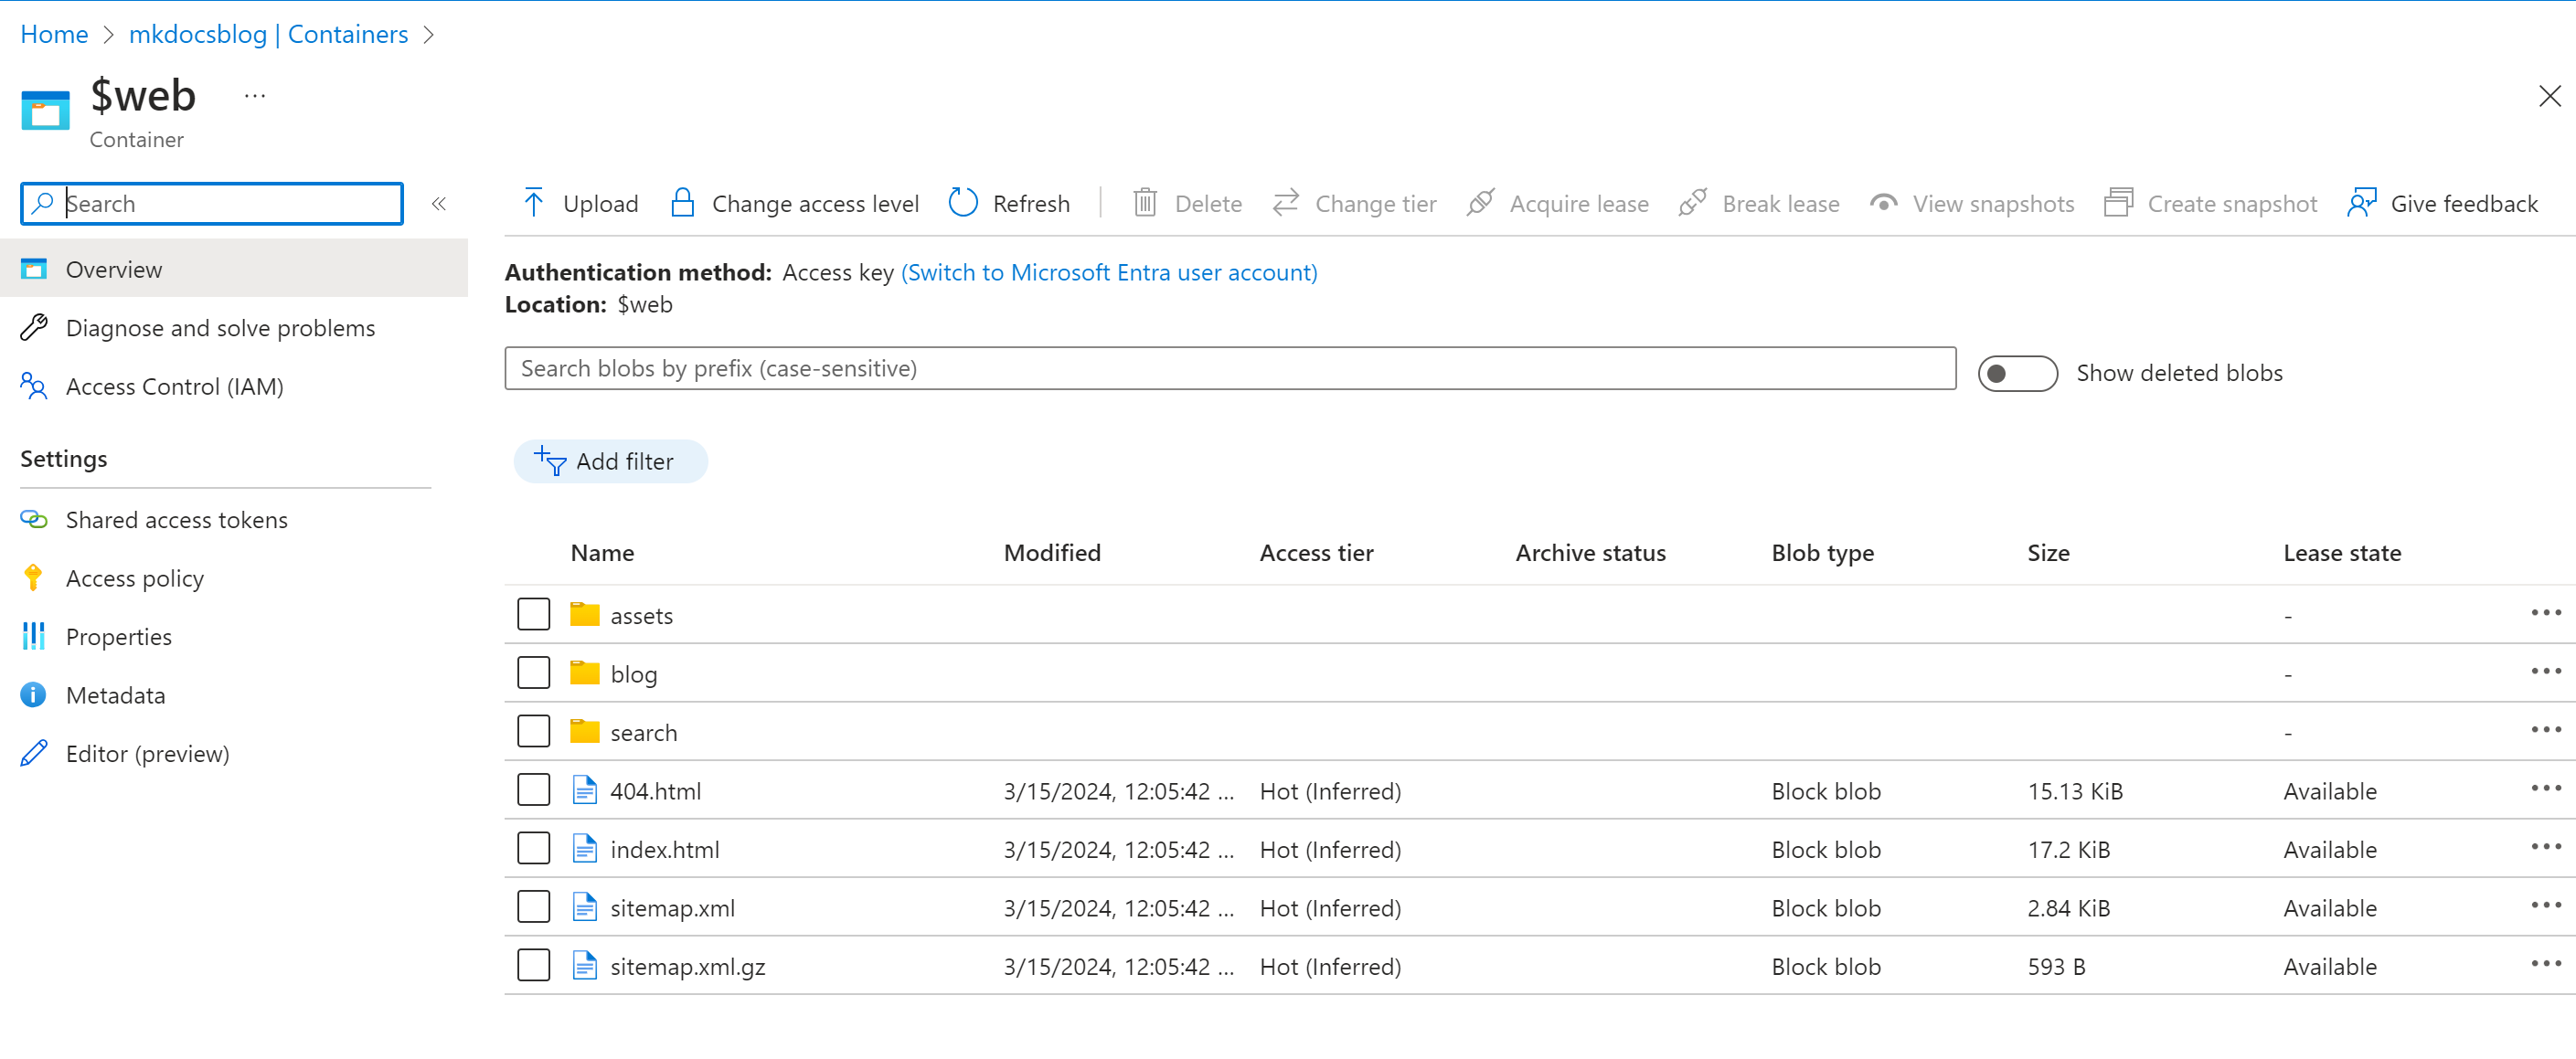 Home > mkdocsblog | Containers >
$web ...
Container
Search «
Overview
Diagnose and solve problems
Access Control (IAM)
Settings
Shared access tokens
Access policy
Properties
Metadata
Editor (preview)
Upload Change access level Refresh Delete Change tier Acquire lease Break lease View snapshots Create snapshot Give feedback
Authentication method: Access key (Switch to Microsoft Entra user account)
Location: $web
Search blobs by prefix (case-sensitive) Show deleted blobs
Add filter
Name Modified Access tier Archive status Blob type Size Lease state
assets -
blog -
search -
404.html 3/15/2024, 12:05:42 ... Hot (Inferred) Block blob 15.13 KiB Available
index.html 3/15/2024, 12:05:42 ... Hot (Inferred) Block blob 17.2 KiB Available
sitemap.xml 3/15/2024, 12:05:42 ... Hot (Inferred) Block blob 2.84 KiB Available
sitemap.xml.gz 3/15/2024, 12:05:42 ... Hot (Inferred) Block blob 593 B Available